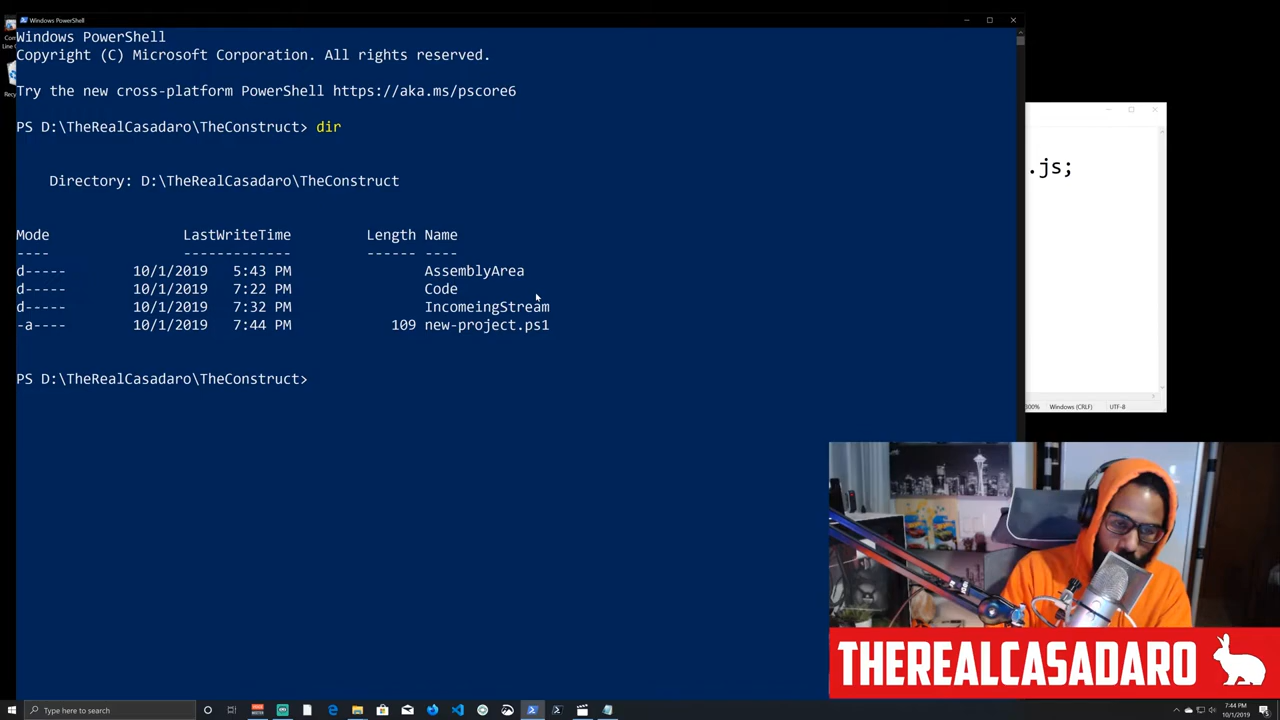 Windows PowerShell
Windows PowerShell
Copyright (C) Microsoft Corporation. All rights reserved.
Try the new cross-platform PowerShell https://aka.ms/pscore6
PS D:\TheRealCasadaro\TheConstruct> dir
Directory: D:\TheRealCasadaro\TheConstruct
Mode LastWriteTime Length Name
---- ------------- ------ ----
d----- 10/1/2019 5:43 PM AssemblyArea
d----- 10/1/2019 7:22 PM Code
d----- 10/1/2019 7:32 PM IncomeingStream
-a---- 10/1/2019 7:44 PM 109 new-project.ps1
PS D:\TheRealCasadaro\TheConstruct>
.js;
Windows (CRLF) UTF-8
THEREALCASADARO
Type here to search
7:44 PM
10/1/2019